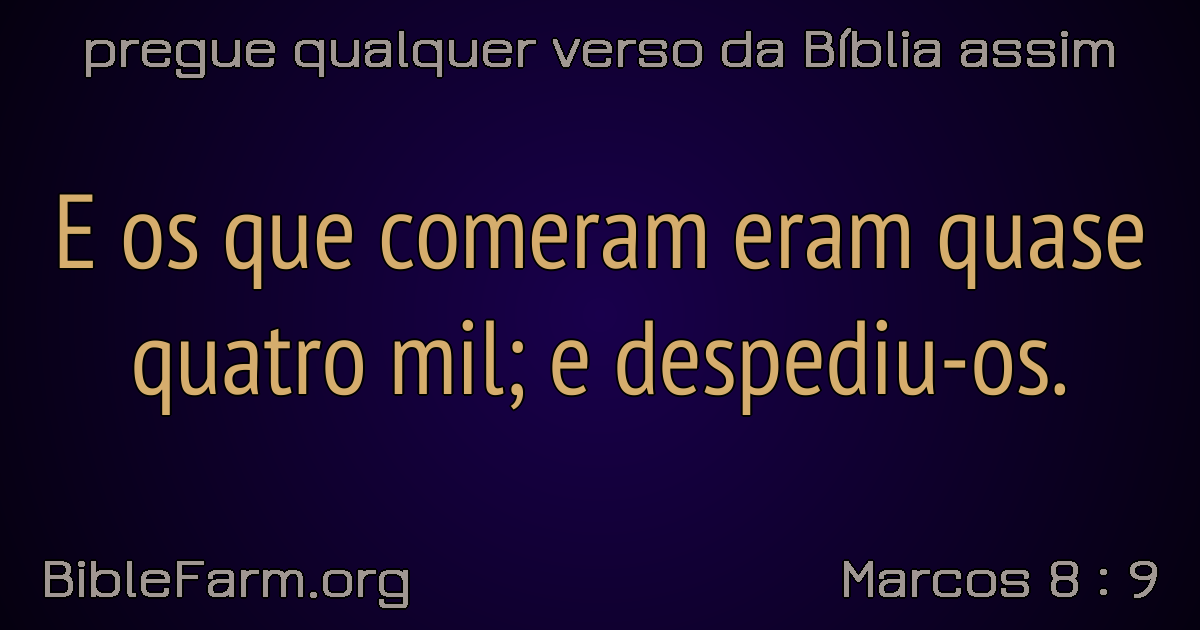 pregue qualquer verso da Bíblia assim
E os que comeram eram quase
quatro mil; e despediu-os.
BibleFarm.org
Marcos 8 : 9